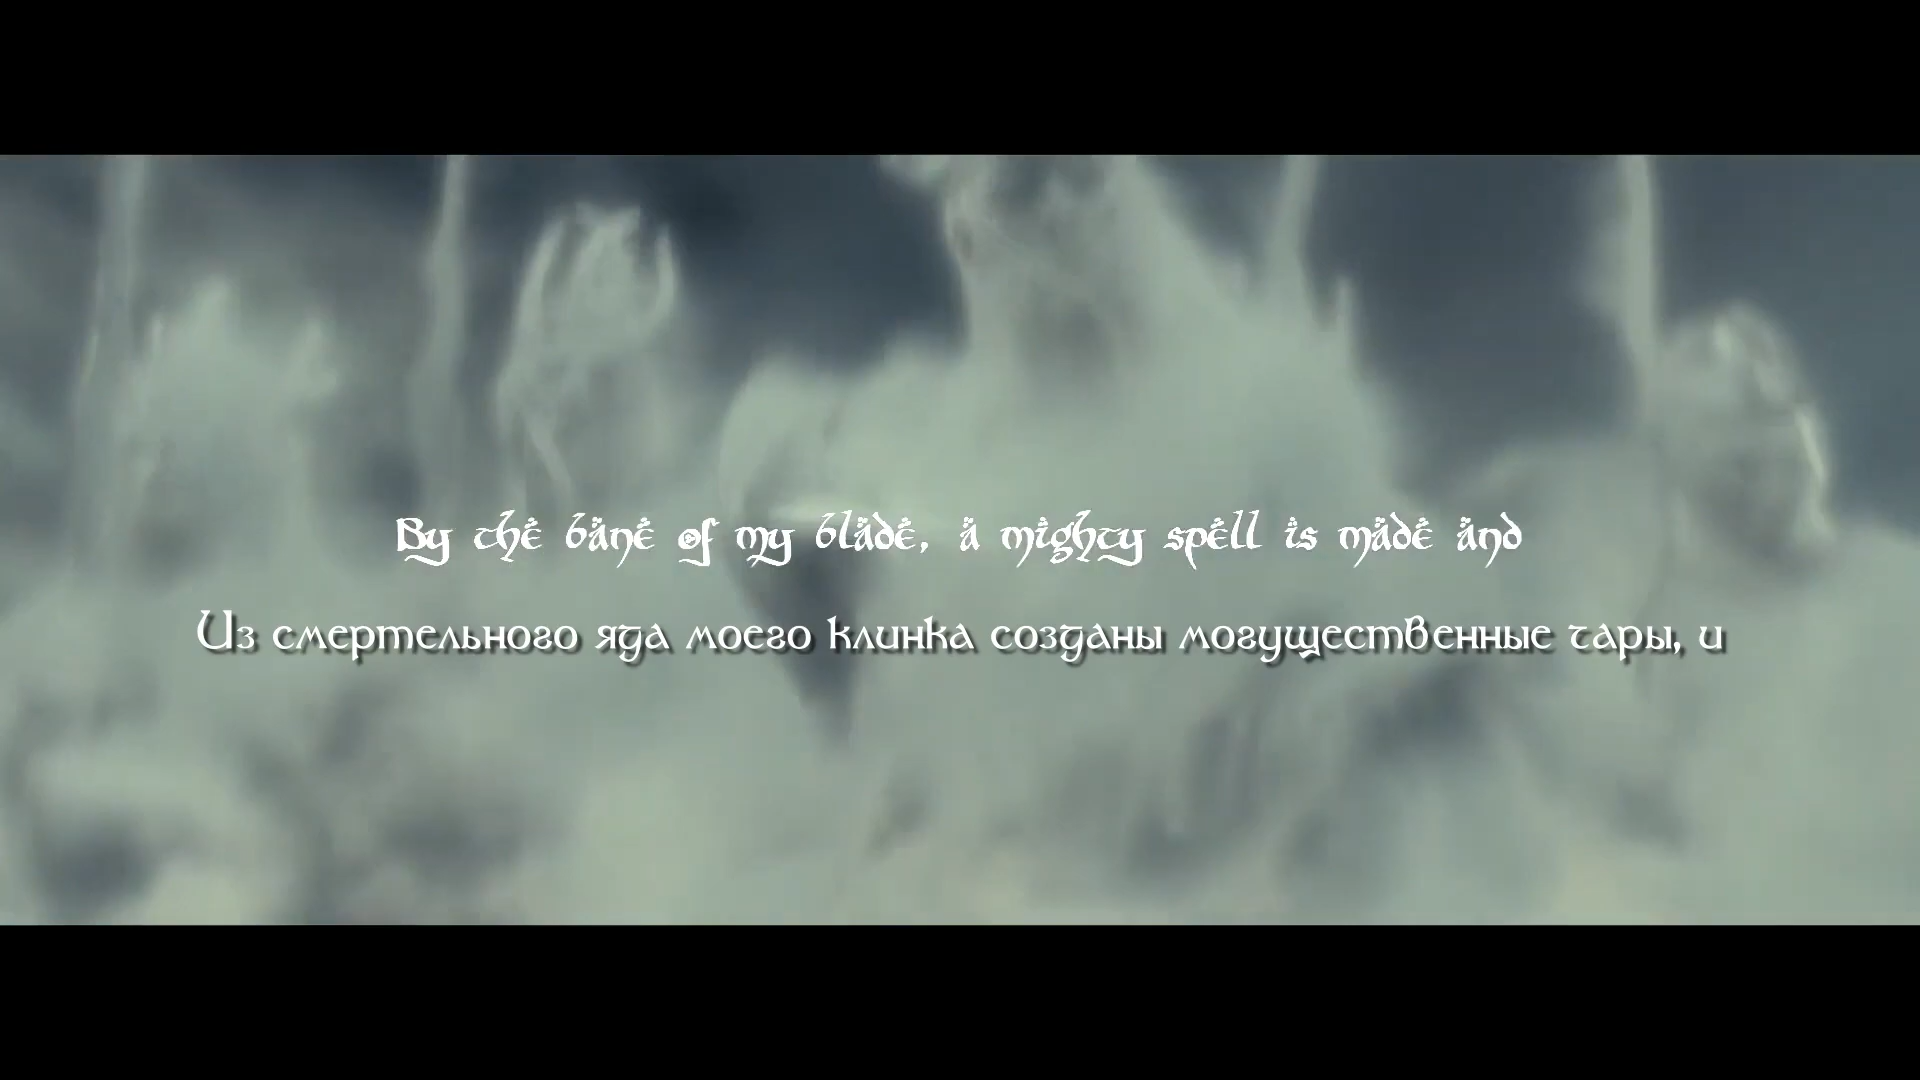 By the bane of my blade, a mighty spell is made and
Из смертельного яда моего клинка созданы могущественные чары, и